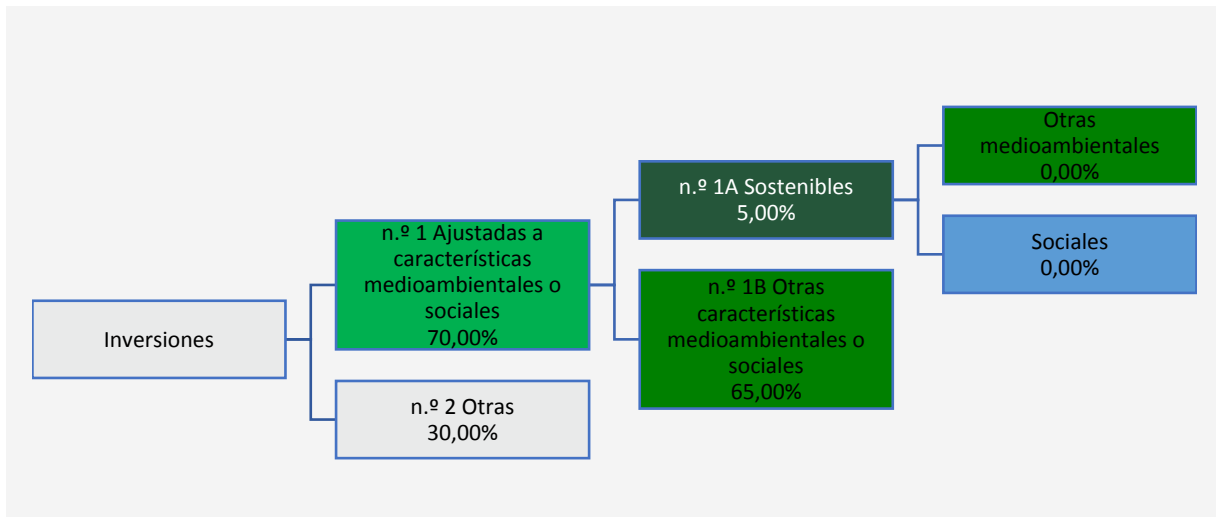 Inversiones
n.º 1 Ajustadas a
características
medioambientales o
sociales
70,00%
n.º 2 Otras
30,00%
n.º 1A Sostenibles
5,00%
n.º 1B Otras
características
medioambientales o
sociales
65,00%
Otras
medioambientales
0,00%
Sociales
0,00%